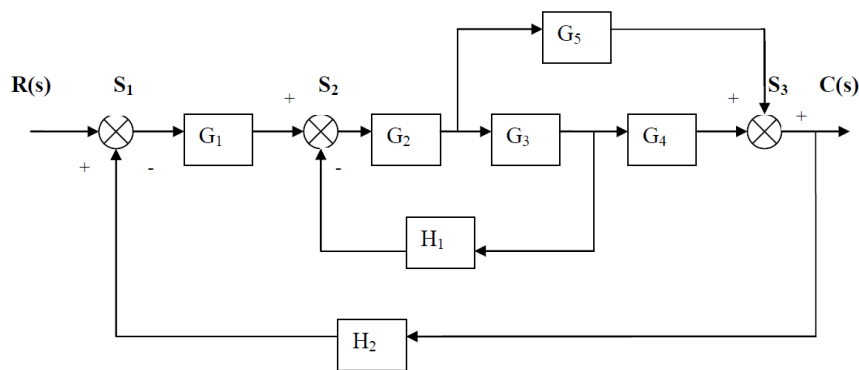 G₅
R(s) S₁ S₂ S₃ C(s)
+ + +
G₁ G₂ G₃ G₄
+ - -
H₁
H₂